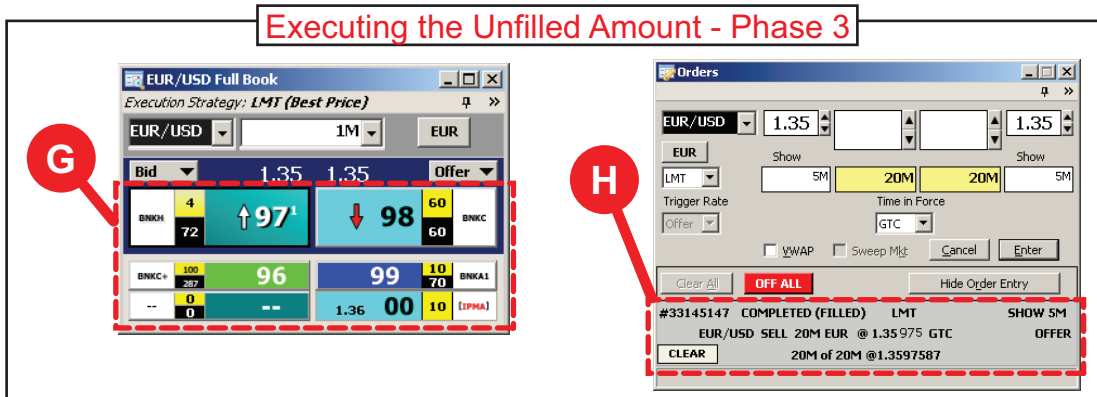 Executing the Unfilled Amount - Phase 3
EUR/USD Full Book
Execution Strategy: LMT (Best Price)
EUR/USD 1M EUR
Bid 1.35 1.35 Offer
G
BNKH 4 72 97¹ 98 60 60 BNKC
BNKC+ 100 287 96 99 10 70 BNKA1
-- 0 0 -- 1.36 00 10 [IPMA]
Orders
EUR/USD 1.35 1.35
EUR Show Show
LMT 5M 20M 20M 5M
Trigger Rate Time in Force
Offer GTC
VWAP Sweep Mkt Cancel Enter
H
Clear All OFF ALL Hide Order Entry
#33145147 COMPLETED (FILLED) LMT SHOW 5M
EUR/USD SELL 20M EUR @ 1.35975 GTC OFFER
CLEAR 20M of 20M @1.3597587